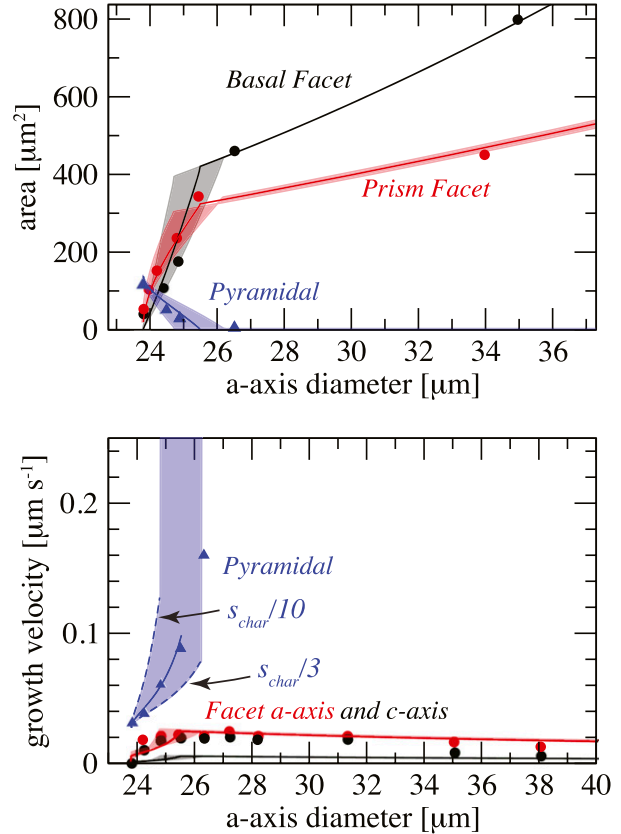 800
600
400
200
0
area [μm²]
Basal Facet
Prism Facet
Pyramidal
24 26 28 30 32 34 36
a-axis diameter [μm]
0.2
0.1
0
growth velocity [μm s⁻¹]
Pyramidal
s_char/10
s_char/3
Facet a-axis and c-axis
24 26 28 30 32 34 36 38 40
a-axis diameter [μm]